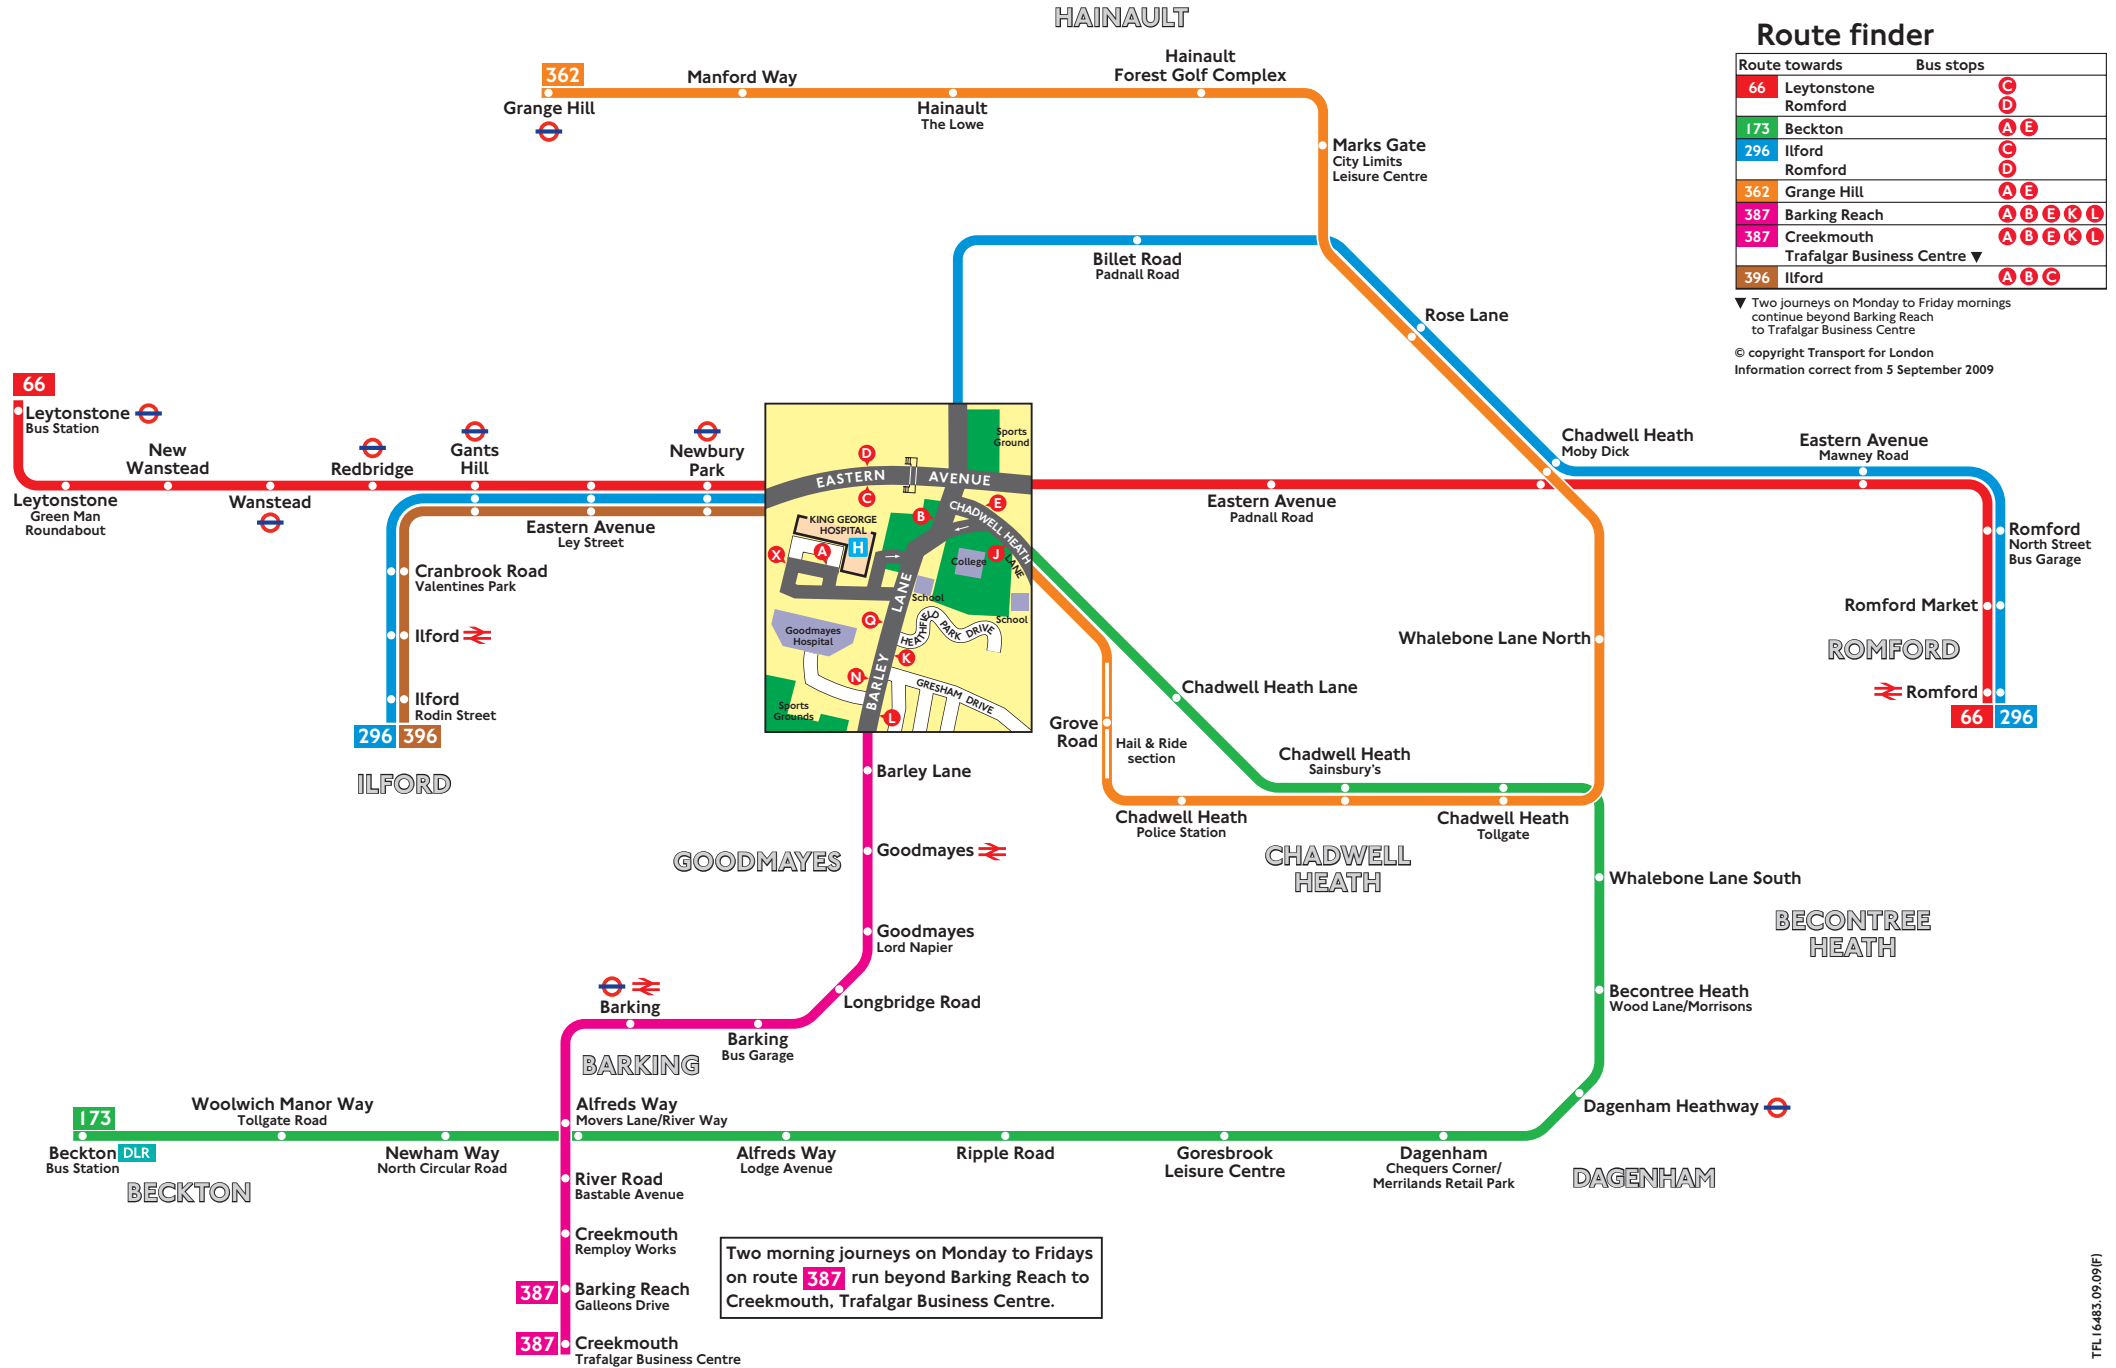 HAINAULT
Route finder
Route towards Bus stops
66 Leytonstone C
Romford D
173 Beckton A E
296 Ilford C
Romford D
362 Grange Hill A E
387 Barking Reach A B E K L
387 Creekmouth A B E K L
Trafalgar Business Centre ▼
396 Ilford A B C
▼ Two journeys on Monday to Friday mornings
continue beyond Barking Reach
to Trafalgar Business Centre
© copyright Transport for London
Information correct from 5 September 2009
362
Grange Hill
Manford Way
Hainault
The Lowe
Hainault
Forest Golf Complex
Marks Gate
City Limits
Leisure Centre
Billet Road
Padnall Road
Rose Lane
Chadwell Heath
Moby Dick
Eastern Avenue
Mawney Road
66
Leytonstone
Bus Station
Leytonstone
Green Man
Roundabout
New
Wanstead
Wanstead
Redbridge
Gants
Hill
Eastern Avenue
Ley Street
Newbury
Park
Eastern Avenue
Padnall Road
Cranbrook Road
Valentines Park
Ilford
Ilford
Rodin Street
296 396
ILFORD
Sports
Ground
D
EASTERN AVENUE
C
E
B
CHADWELL HEATH
LANE
KING GEORGE
HOSPITAL
H
X
A
J
College
School
School
BARLEY LANE
Q
HEATHFIELD PARK DRIVE
Goodmayes
Hospital
K
N
GRESHAM DRIVE
Sports
Grounds
L
Romford
North Street
Bus Garage
Romford Market
ROMFORD
Romford
66 296
Whalebone Lane North
Chadwell Heath Lane
Grove
Road
Hail & Ride
section
Chadwell Heath
Sainsbury's
Chadwell Heath
Police Station
Chadwell Heath
Tollgate
CHADWELL
HEATH
Whalebone Lane South
BECONTREE
HEATH
Becontree Heath
Wood Lane/Morrisons
Dagenham Heathway
DAGENHAM
Barley Lane
GOODMAYES
Goodmayes
Goodmayes
Lord Napier
Longbridge Road
Barking
Barking
Bus Garage
BARKING
173
Beckton DLR
Bus Station
BECKTON
Woolwich Manor Way
Tollgate Road
Newham Way
North Circular Road
Alfreds Way
Movers Lane/River Way
Alfreds Way
Lodge Avenue
Ripple Road
Goresbrook
Leisure Centre
Dagenham
Chequers Corner/
Merrilands Retail Park
River Road
Bastable Avenue
Creekmouth
Remploy Works
387
Barking Reach
Galleons Drive
387
Creekmouth
Trafalgar Business Centre
Two morning journeys on Monday to Fridays
on route 387 run beyond Barking Reach to
Creekmouth, Trafalgar Business Centre.
TFL16483.09.09(F)